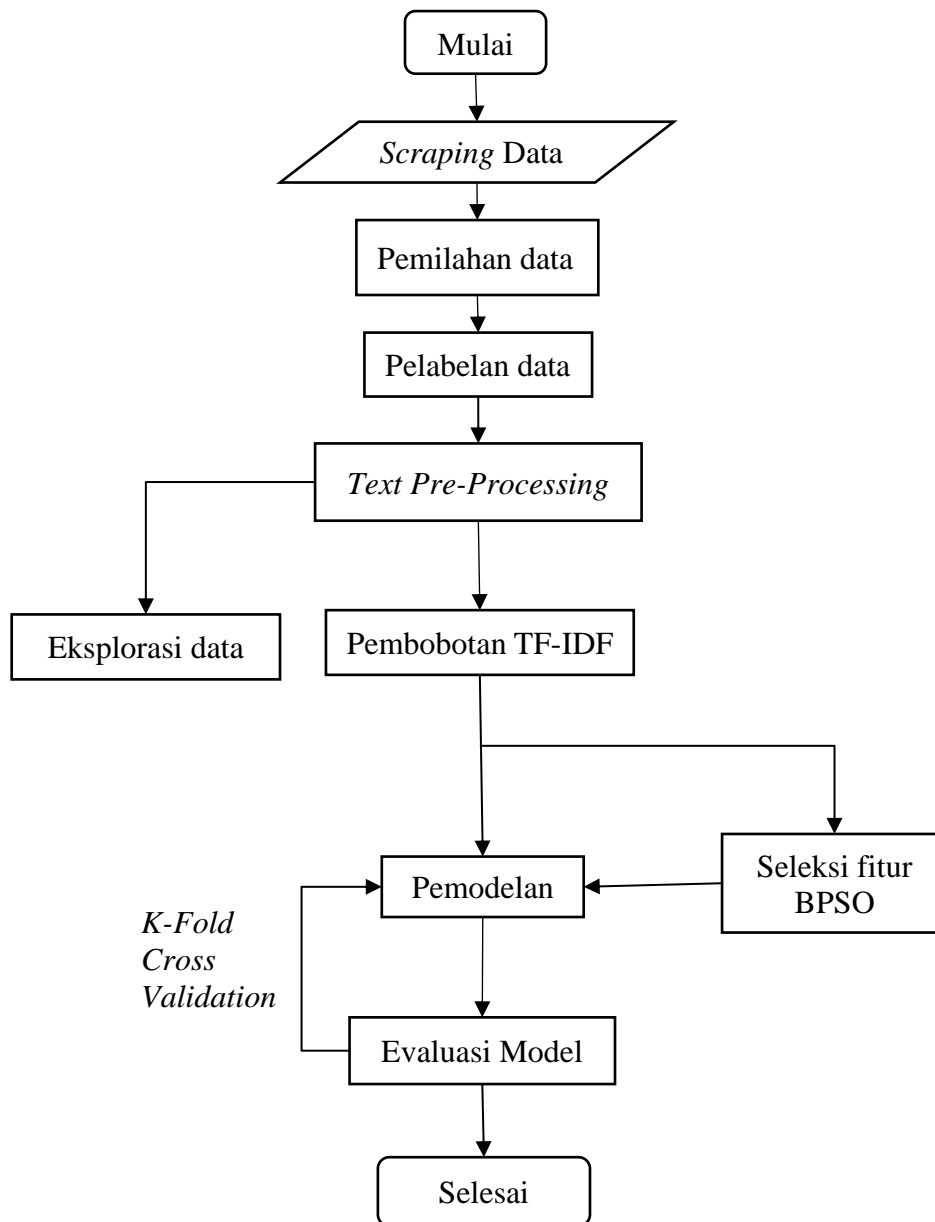 Mulai
Scraping Data
Pemilahan data
Pelabelan data
Text Pre-Processing
Eksplorasi data
Pembobotan TF-IDF
Seleksi fitur
BPSO
Pemodelan
K-Fold
Cross
Validation
Evaluasi Model
Selesai